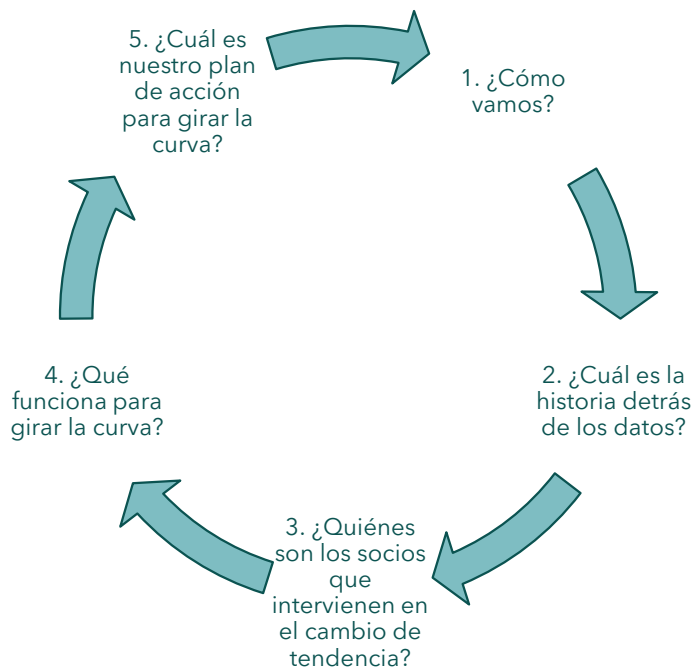 1. ¿Cómo
vamos?
2. ¿Cuál es la
historia detrás
de los datos?
3. ¿Quiénes
son los socios
que
intervienen en
el cambio de
tendencia?
4. ¿Qué
funciona para
girar la curva?
5. ¿Cuál es
nuestro plan
de acción
para girar la
curva?